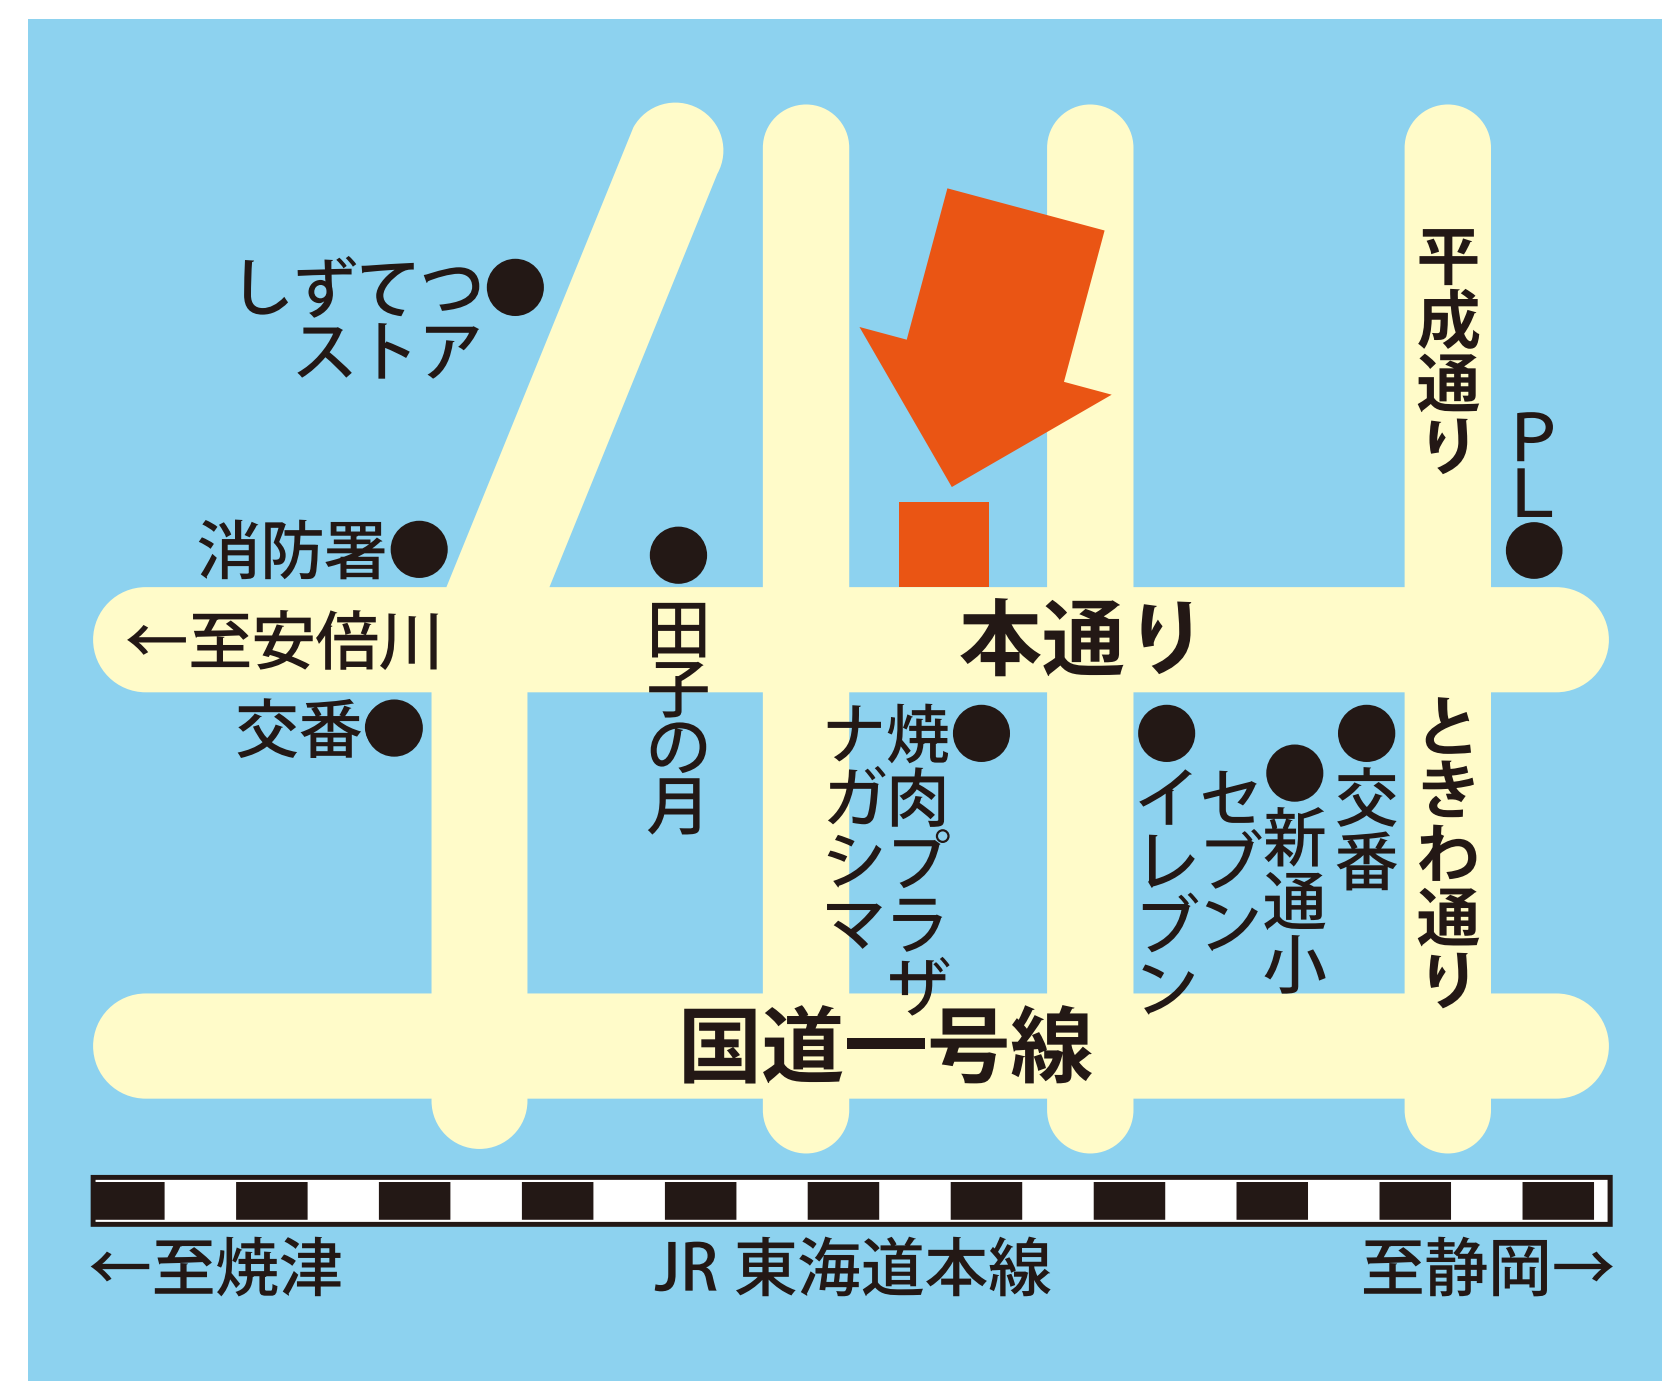 しずてつ
ストア
平成通り
PL
消防署
←至安倍川
本通り
交番
田子の月
焼肉プラザ
ナガシマ
セブン
イレブン
新通小
交番
ときわ通り
国道一号線
←至焼津
JR 東海道本線
至静岡→